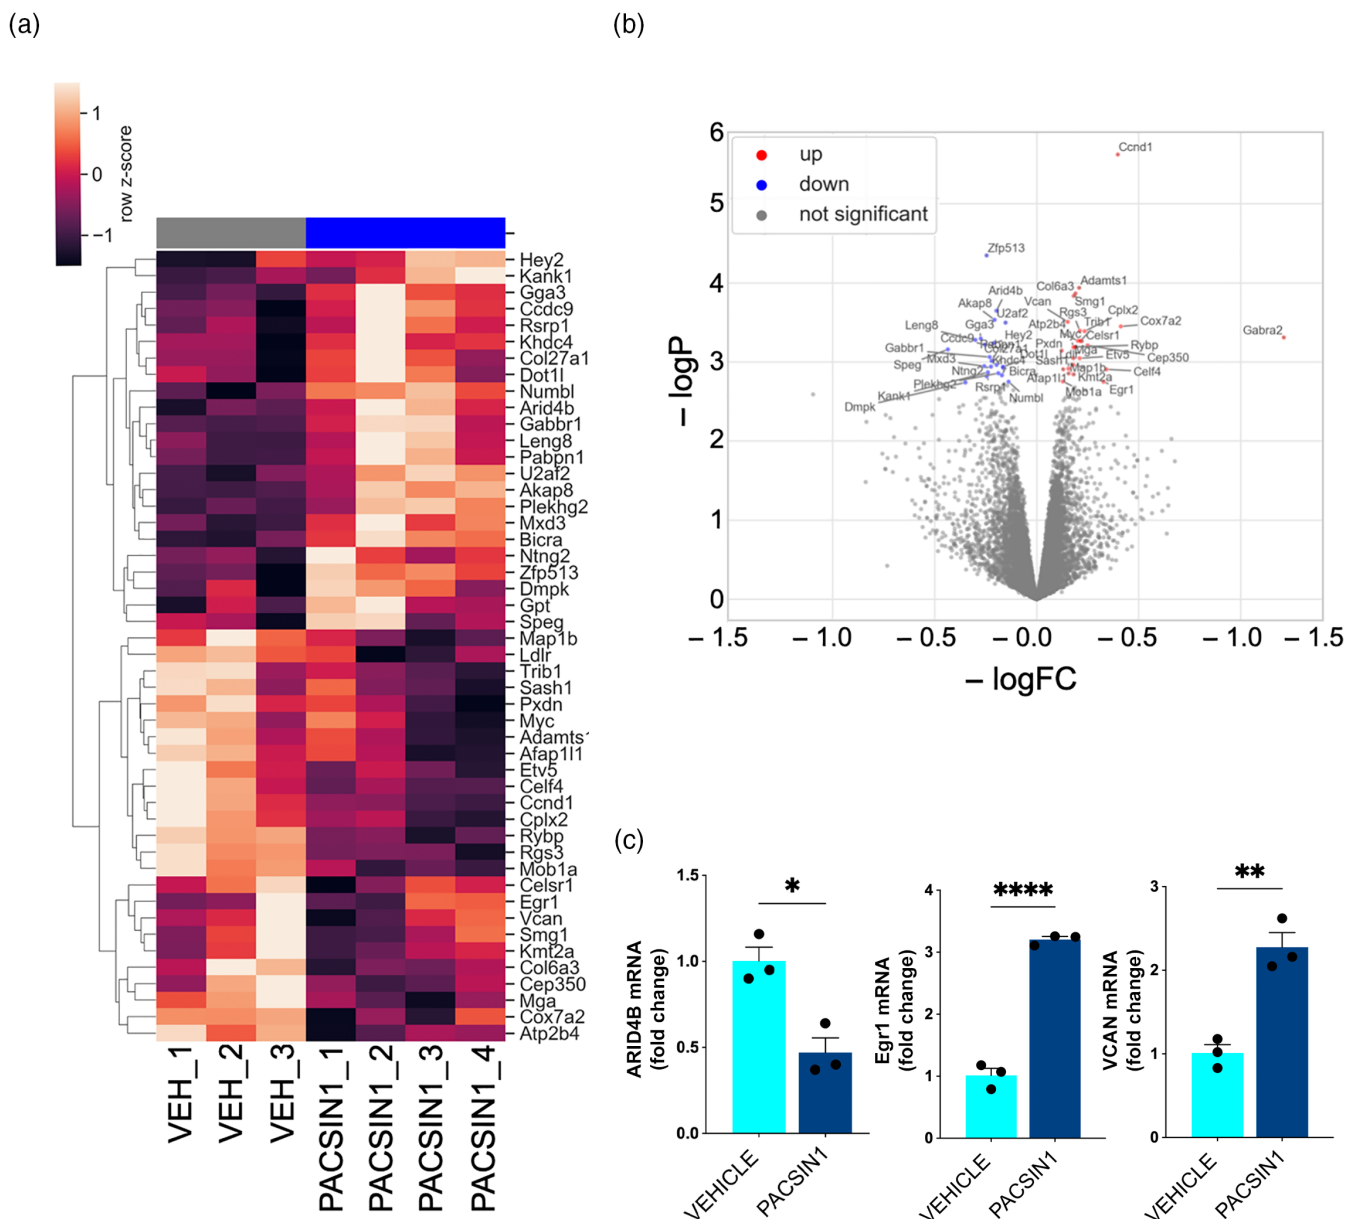 (a)
1
0
−1
row z-score
Hey2
Kank1
Gga3
Ccdc9
Rsrp1
Khdc4
Col27a1
Dot1l
Numbl
Arid4b
Gabbr1
Leng8
Pabpn1
U2af2
Akap8
Plekhg2
Mxd3
Bicra
Ntng2
Zfp513
Dmpk
Gpt
Speg
Map1b
Ldlr
Trib1
Sash1
Pxdn
Myc
Adamts1
Afap1l1
Etv5
Celf4
Ccnd1
Cplx2
Rybp
Rgs3
Mob1a
Celsr1
Egr1
Vcan
Smg1
Kmt2a
Col6a3
Cep350
Mga
Cox7a2
Atp2b4
VEH_1
VEH_2
VEH_3
PACSIN1_1
PACSIN1_2
PACSIN1_3
PACSIN1_4
(b)
up
down
not significant
6
5
4
3
2
1
0
− logP
− 1.5
− 1.0
− 0.5
− 0.0
− 0.5
− 1.0
− 1.5
− logFC
Ccnd1
Zfp513
Arid4b
Akap8
U2af2
Leng8
Gga3
Ccdc9
Hey2
Gabbr1
Col27a1
Speg
Mxd3
Khdc4
Dot1l
Ntng2
Bicra
Plekhg2
Rsrp1
Kank1
Numbl
Dmpk
Col6a3
Adamts1
Vcan
Smg1
Rgs3
Cplx2
Atp2b4
Trib1
Cox7a2
Gabra2
Myc
Celsr1
Pxdn
Mga
Rybp
Ldlr
Etv5
Cep350
Sash1
Map1b
Celf4
Afap1l1
Kmt2a
Mob1a
Egr1
(c)
ARID4B mRNA
(fold change)
1.5
1.0
0.5
0.0
*
VEHICLE
PACSIN1
Egr1 mRNA
(fold change)
4
3
2
1
0
****
VEHICLE
PACSIN1
VCAN mRNA
(fold change)
3
2
1
0
**
VEHICLE
PACSIN1